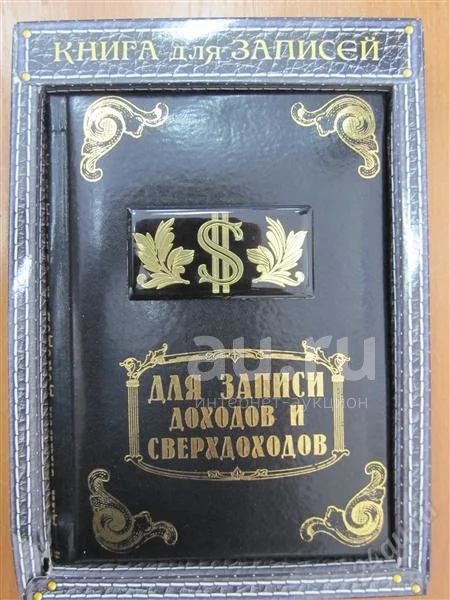 КНИГА для ЗАПИСЕЙ
$
ДЛЯ ЗАПИСИ
ДОХОДОВ И
СВЕРХДОХОДОВ
au.ru
интернет-аукцион